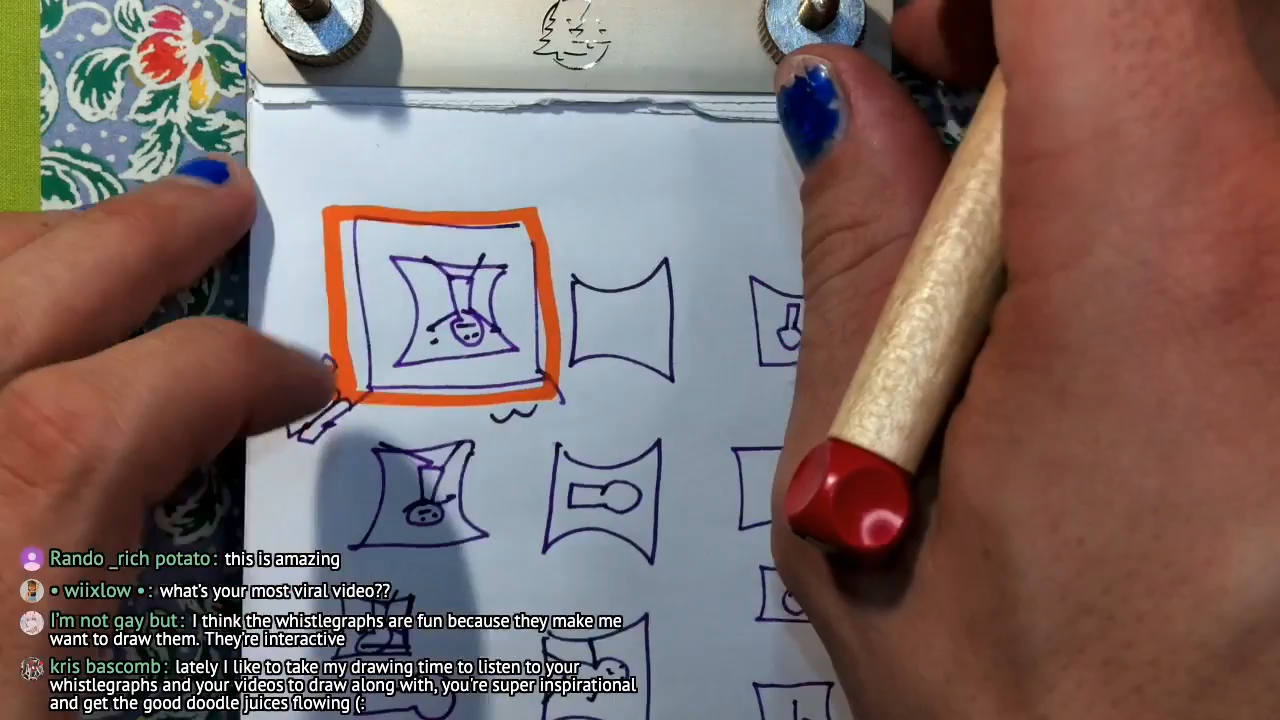 Rando _rich potato: this is amazing
• wiixlow •: what's your most viral video??
I'm not gay but: I think the whistlegraphs are fun because they make me
want to draw them. They're interactive
kris bascomb: lately I like to take my drawing time to listen to your
whistlegraphs and your videos to draw along with, you're super inspirational
and get the good doodle juices flowing (: